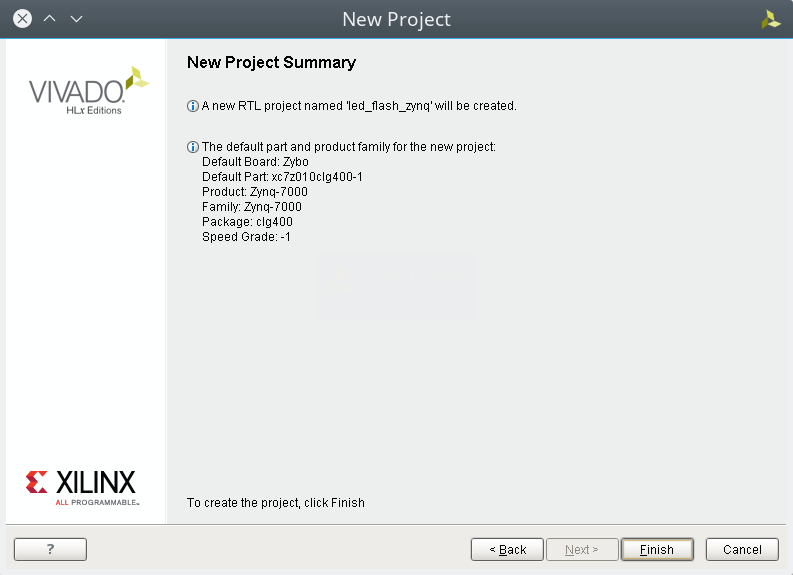 New Project
VIVADO.
HLx Editions
New Project Summary
A new RTL project named 'led_flash_zynq' will be created.
The default part and product family for the new project:
Default Board: Zybo
Default Part: xc7z010clg400-1
Product: Zynq-7000
Family: Zynq-7000
Package: clg400
Speed Grade: -1
XILINX
ALL PROGRAMMABLE™
To create the project, click Finish
?
< Back
Next >
Finish
Cancel